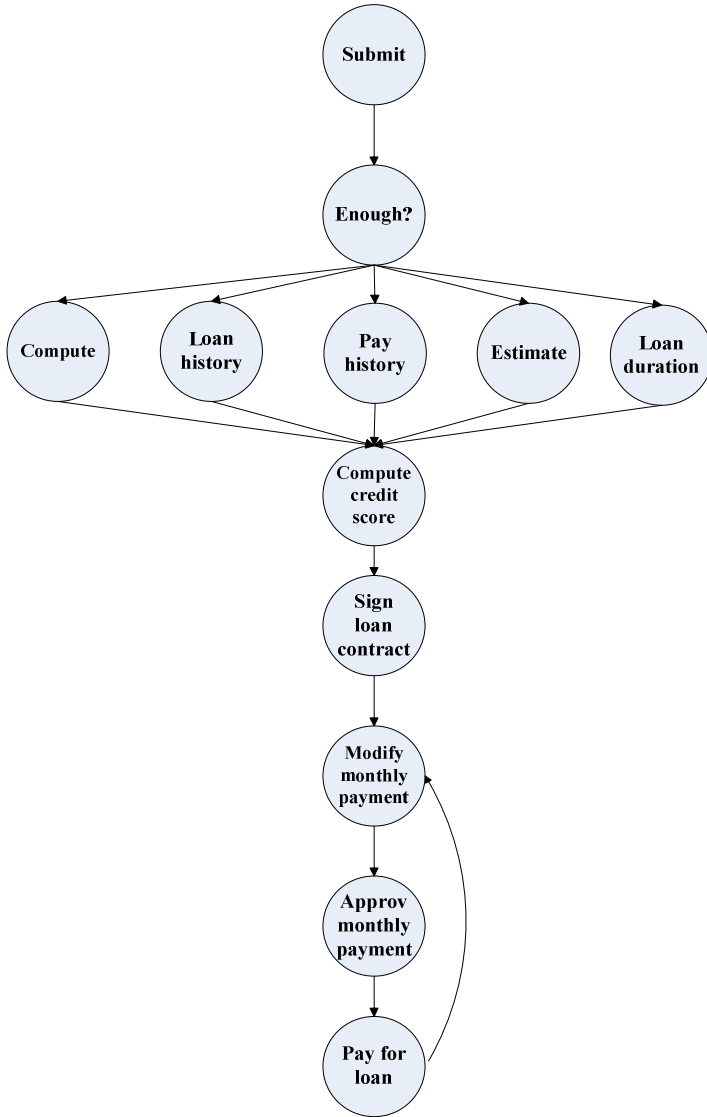 Submit
Enough?
Compute
Loan
history
Pay
history
Estimate
Loan
duration
Compute
credit
score
Sign
loan
contract
Modify
monthly
payment
Approv
monthly
payment
Pay for
loan